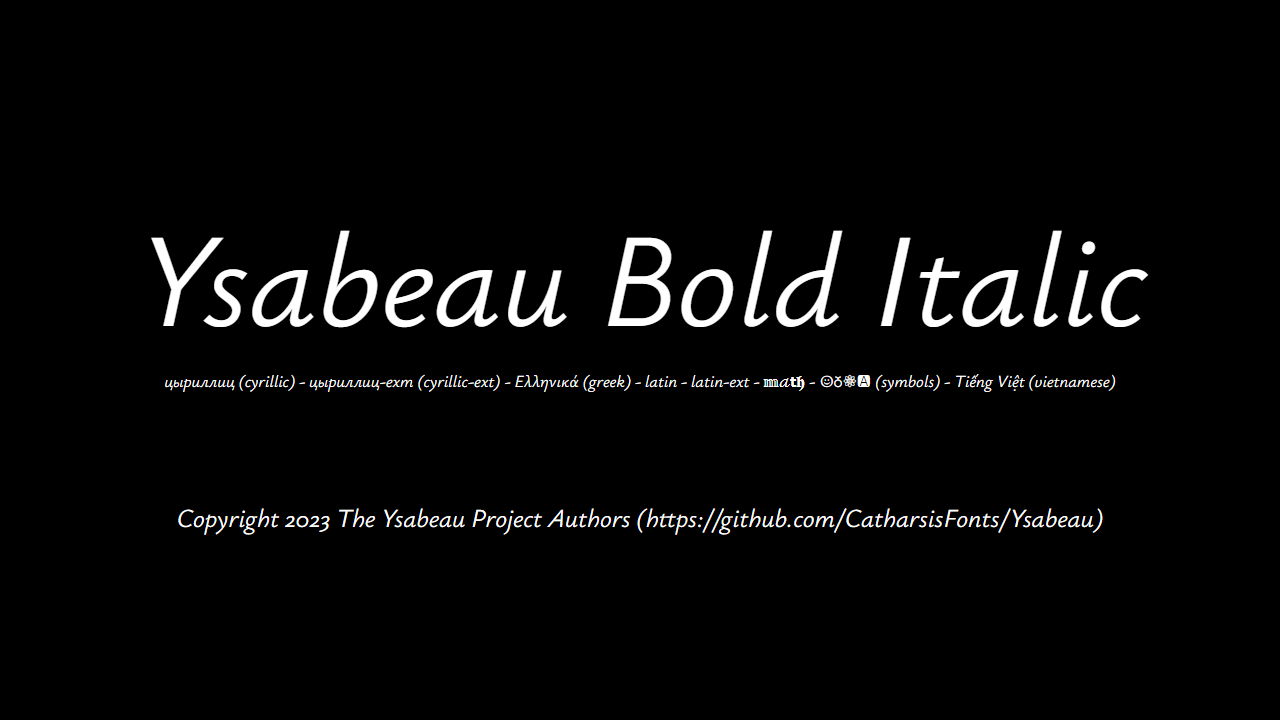 Ysabeau Bold Italic
цыриллиц (cyrillic) - цыриллиц-ext (cyrillic-ext) - Ελληνικά (greek) - latin - latin-ext - 𝕞𝑎𝐭𝔥 - (symbols) - Tiếng Việt (vietnamese)
Copyright 2023 The Ysabeau Project Authors (https://github.com/CatharsisFonts/Ysabeau)